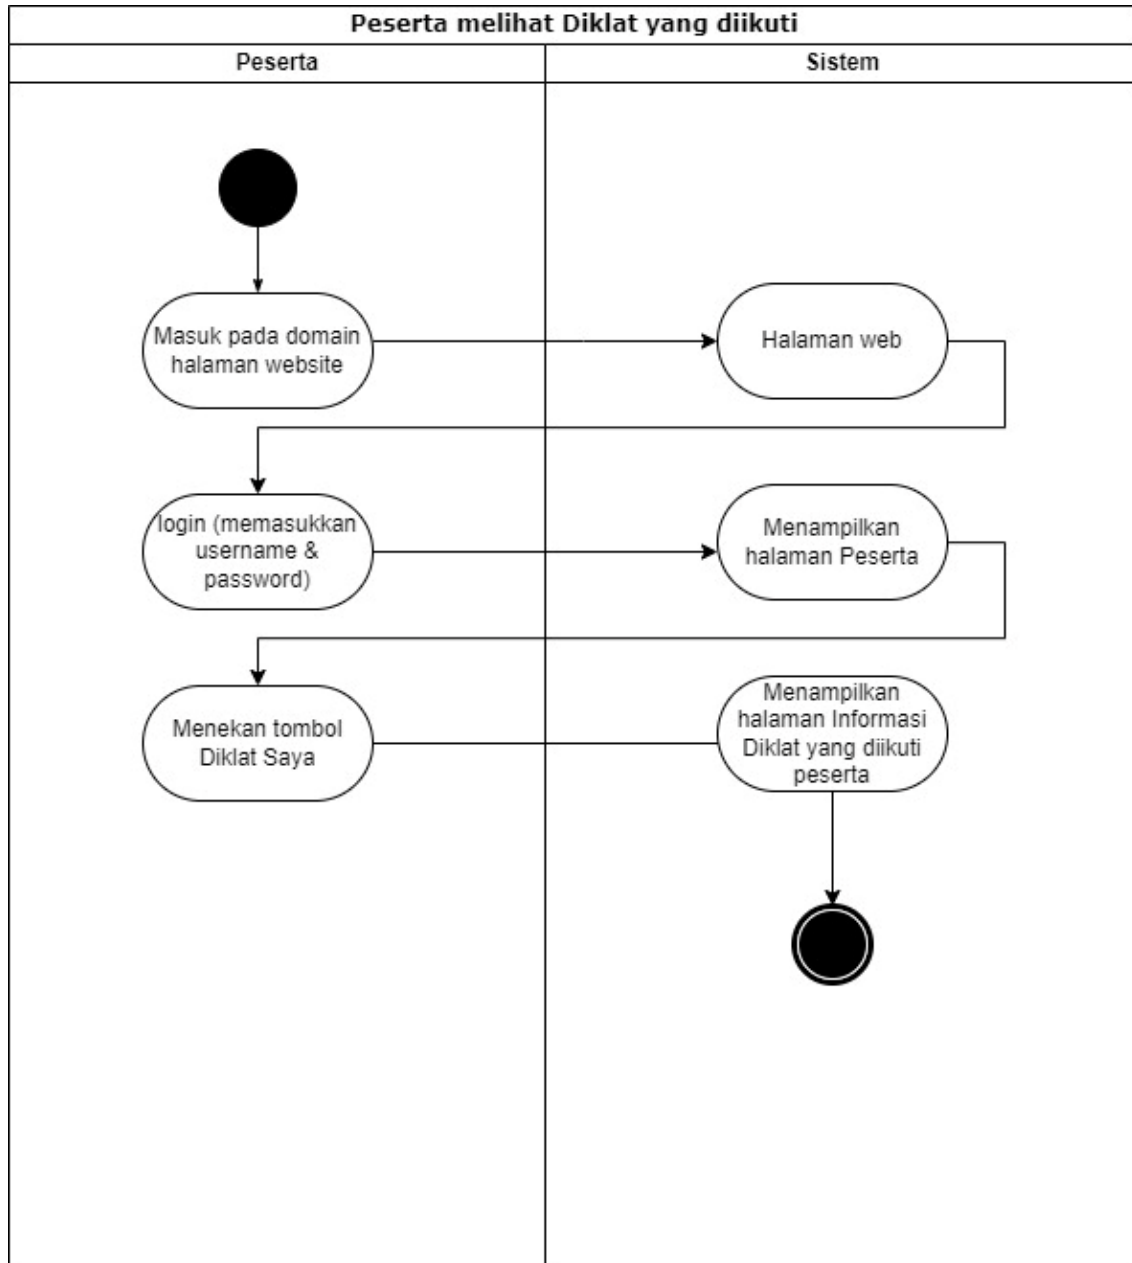 Peserta melihat Diklat yang diikuti
Peserta
Sistem
Masuk pada domain
halaman website
Halaman web
login (memasukkan
username &
password)
Menampilkan
halaman Peserta
Menekan tombol
Diklat Saya
Menampilkan
halaman Informasi
Diklat yang diikuti
peserta